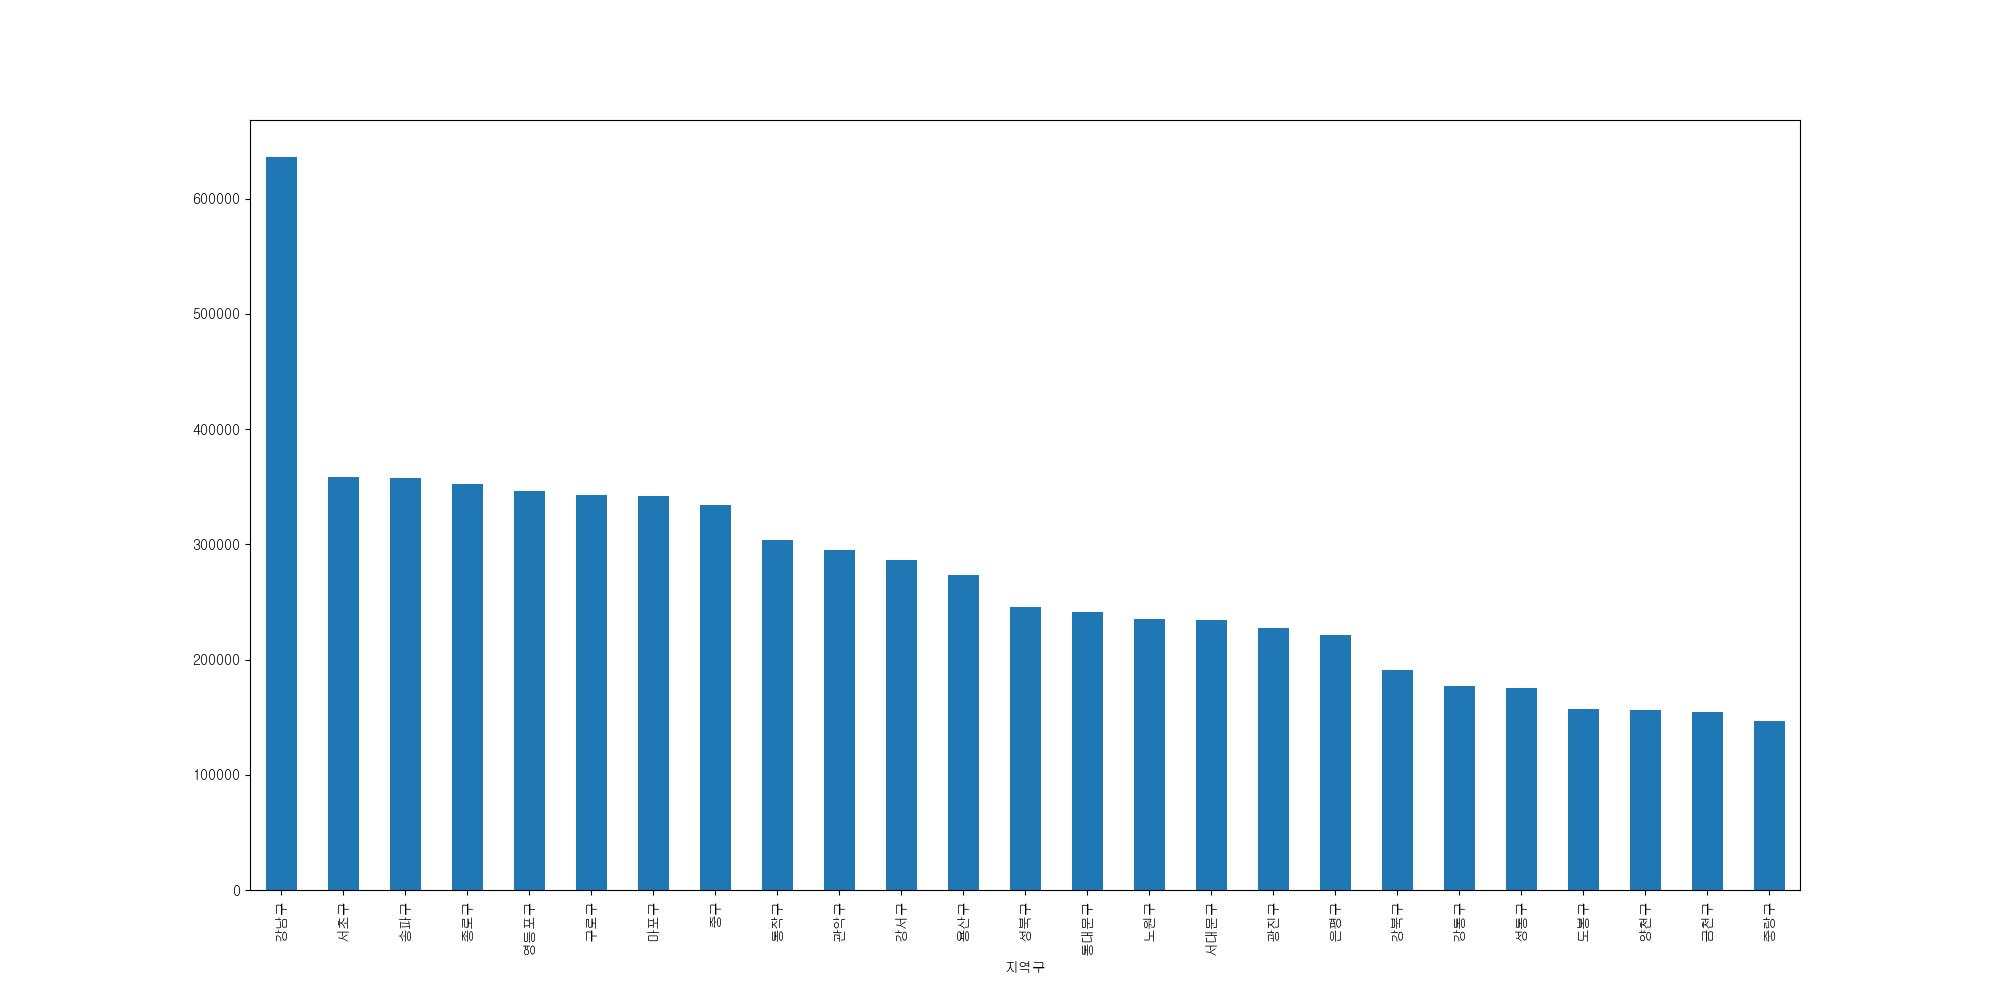 600000
500000
400000
300000
200000
100000
0
강남구
서초구
송파구
종로구
영등포구
구로구
마포구
중구
동작구
관악구
강서구
용산구
성북구
동대문구
노원구
서대문구
광진구
은평구
강북구
강동구
성동구
도봉구
양천구
금천구
중랑구
지역구